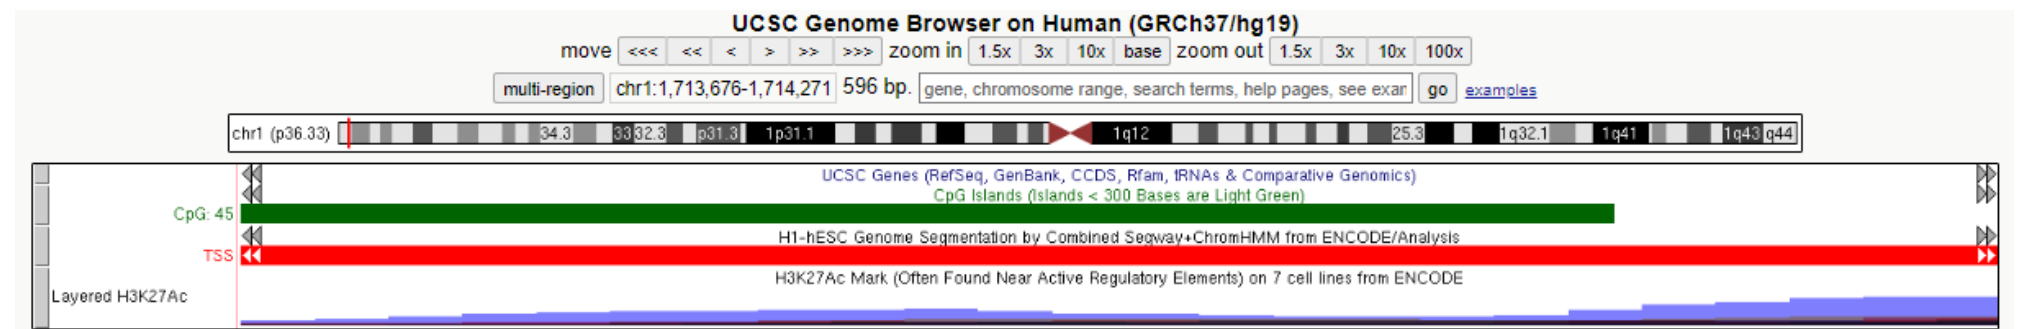 UCSC Genome Browser on Human (GRCh37/hg19)
move <<< << < > >> >>> zoom in 1.5x 3x 10x base zoom out 1.5x 3x 10x 100x
multi-region chr1:1,713,676-1,714,271 596 bp. gene, chromosome range, search terms, help pages, see exar go examples
chr1 (p36.33) 34.3 33 32.3 p31.3 1p31.1 1q12 25.3 1q32.1 1q41 1q43 q44
UCSC Genes (RefSeq, GenBank, CCDS, Rfam, tRNAs & Comparative Genomics)
CpG Islands (Islands < 300 Bases are Light Green)
CpG: 45
H1-hESC Genome Segmentation by Combined Segway+ChromHMM from ENCODE/Analysis
TSS
H3K27Ac Mark (Often Found Near Active Regulatory Elements) on 7 cell lines from ENCODE
Layered H3K27Ac